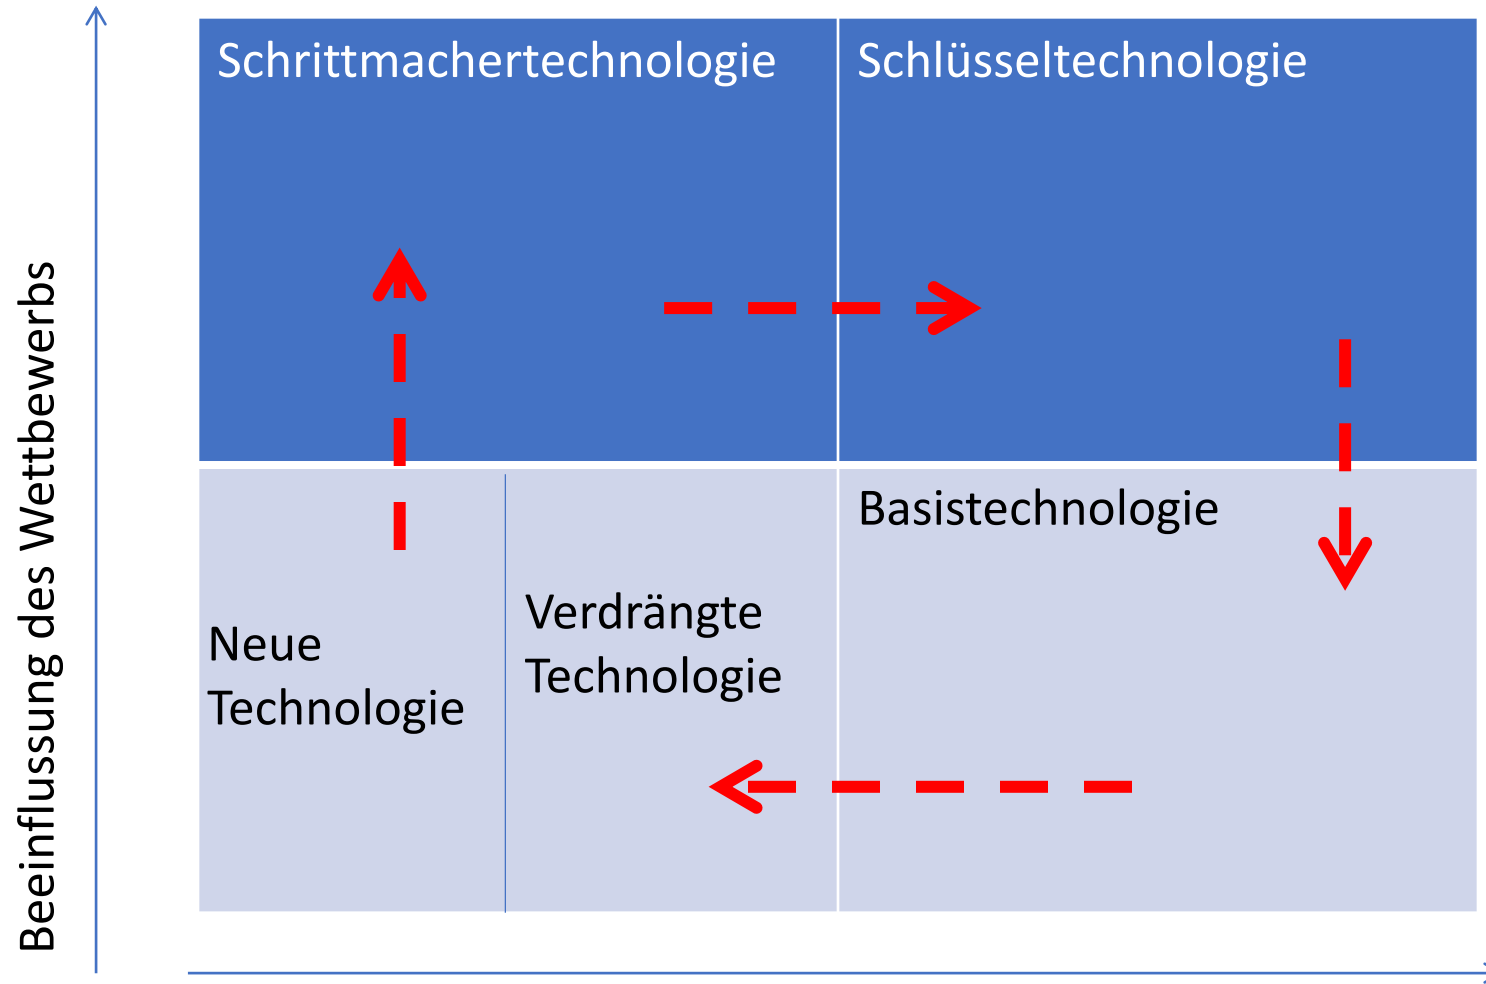 Schrittmachertechnologie
Schlüsseltechnologie
Beeinflussung des Wettbewerbs
Basistechnologie
Neue
Technologie
Verdrängte
Technologie